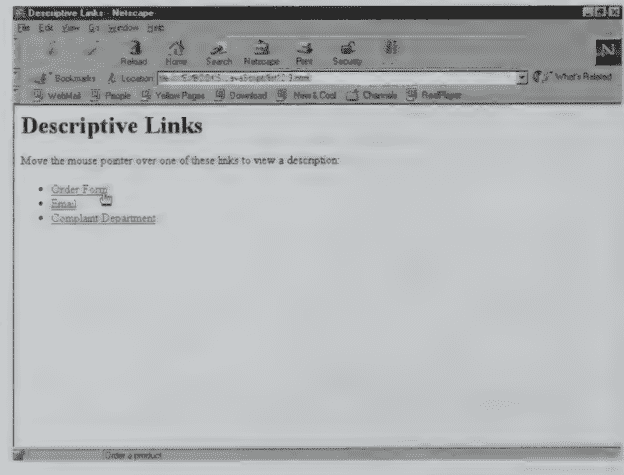 Descriptive Links - Netscape
File Edit View Go Window Help
Reload Home Search Netscape Print Security
Bookmarks Location What's Related
WebMail People Yellow Pages Download New & Cool Channels RealPlayer
Descriptive Links
Move the mouse pointer over one of these links to view a description:
• Order Form
• Email
• Complaint Department
Order a product